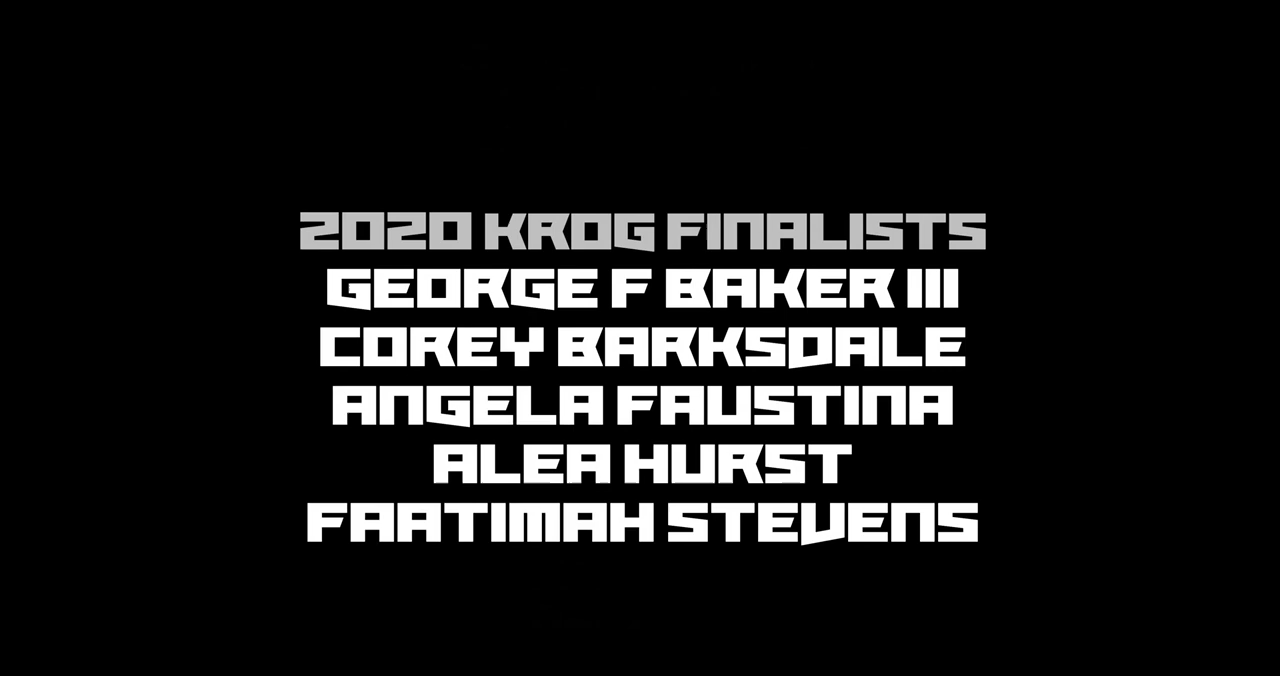 2020 KROG FINALISTS
GEORGE F BAKER III
COREY BARKSDALE
ANGELA FAUSTINA
ALEA HURST
FAATIMAH STEVENS